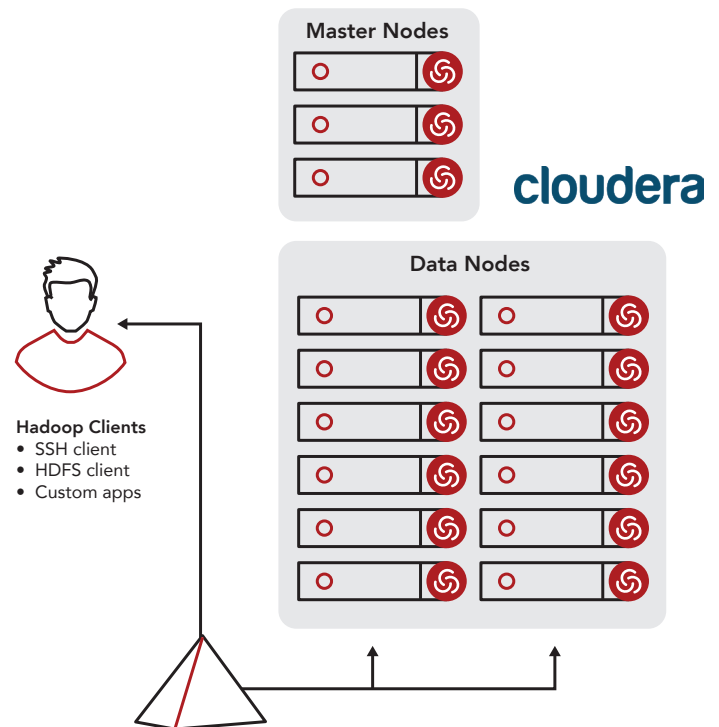 Master Nodes
cloudera
Data Nodes
Hadoop Clients
• SSH client
• HDFS client
• Custom apps